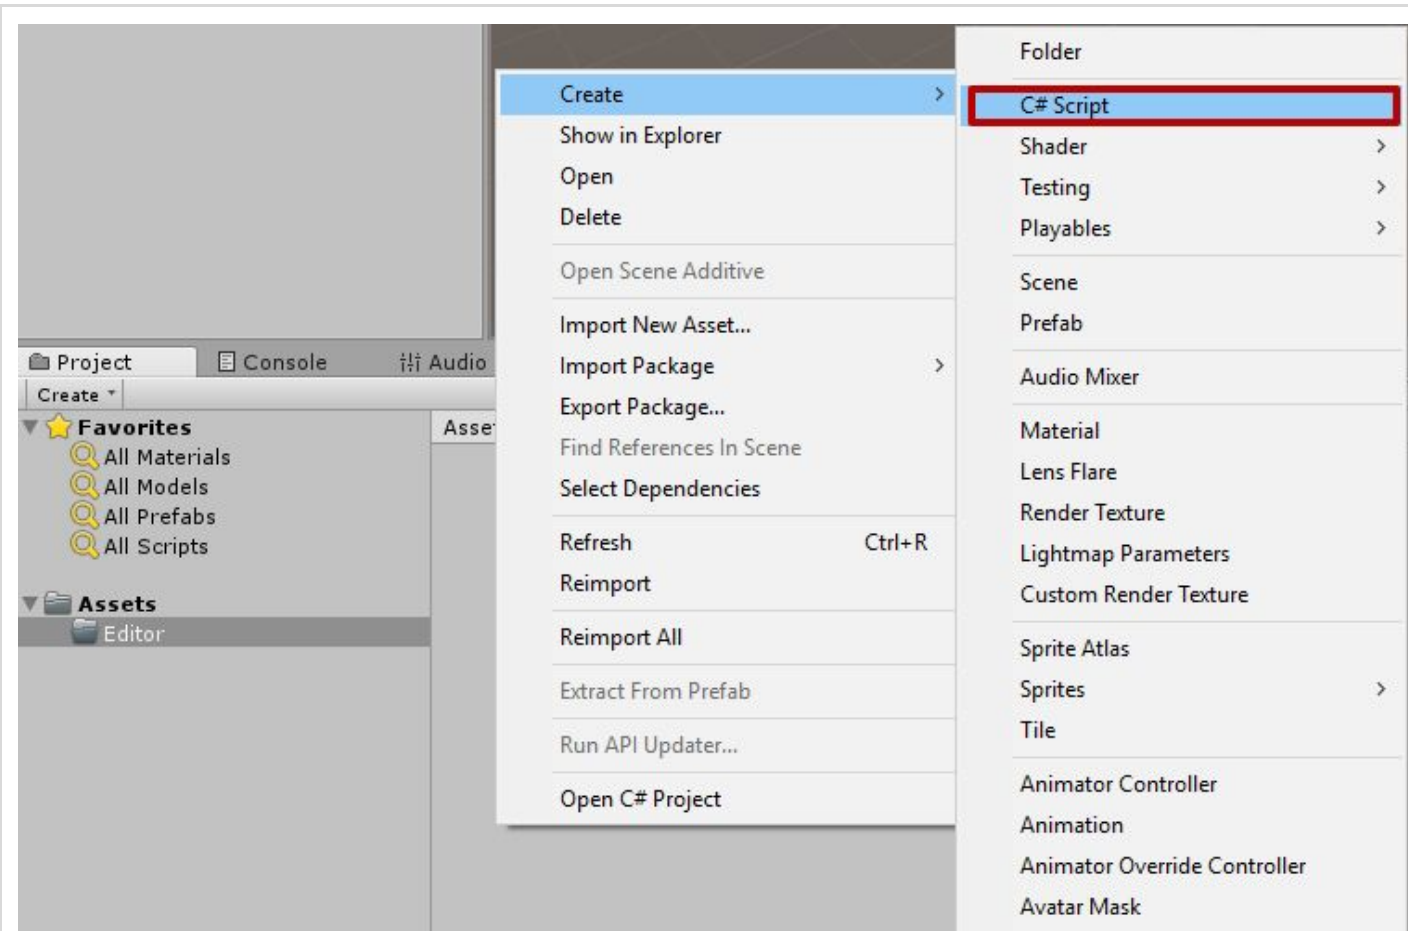 Project
Console
Audio
Create
Favorites
All Materials
All Models
All Prefabs
All Scripts
Assets
Editor
Create
Show in Explorer
Open
Delete
Open Scene Additive
Import New Asset...
Import Package
Export Package...
Find References In Scene
Select Dependencies
Refresh Ctrl+R
Reimport
Reimport All
Extract From Prefab
Run API Updater...
Open C# Project
Folder
C# Script
Shader
Testing
Playables
Scene
Prefab
Audio Mixer
Material
Lens Flare
Render Texture
Lightmap Parameters
Custom Render Texture
Sprite Atlas
Sprites
Tile
Animator Controller
Animation
Animator Override Controller
Avatar Mask